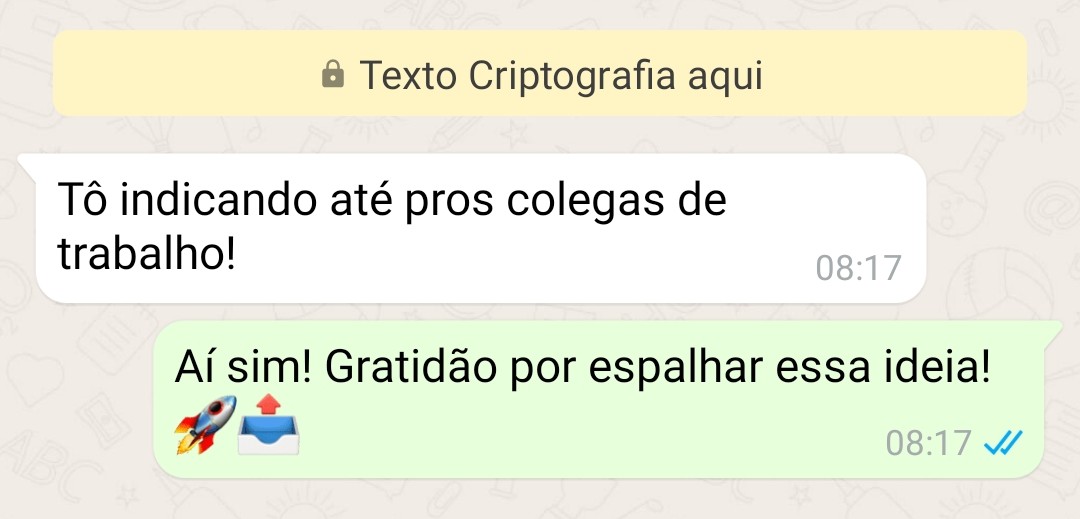 Texto Criptografia aqui
Tô indicando até pros colegas de
trabalho!
08:17
Aí sim! Gratidão por espalhar essa ideia!
🚀📤
08:17